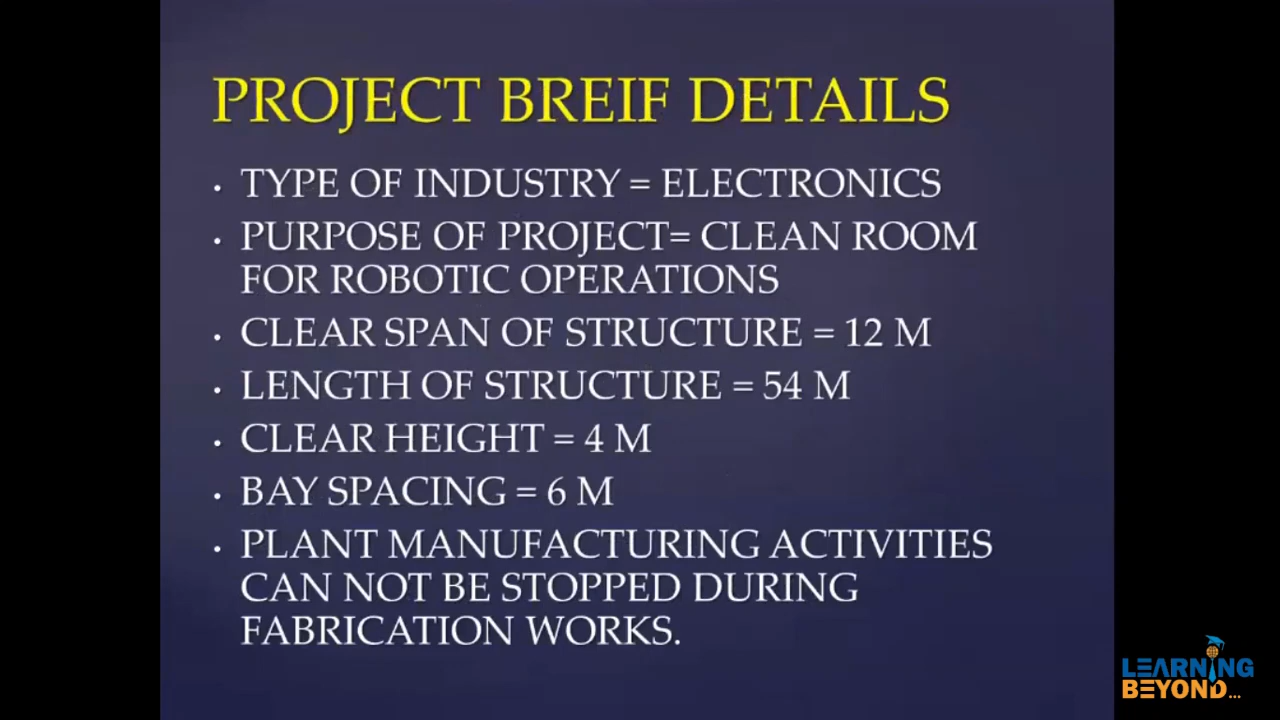 PROJECT BREIF DETAILS
• TYPE OF INDUSTRY = ELECTRONICS
• PURPOSE OF PROJECT= CLEAN ROOM
FOR ROBOTIC OPERATIONS
• CLEAR SPAN OF STRUCTURE = 12 M
• LENGTH OF STRUCTURE = 54 M
• CLEAR HEIGHT = 4 M
• BAY SPACING = 6 M
• PLANT MANUFACTURING ACTIVITIES
CAN NOT BE STOPPED DURING
FABRICATION WORKS.
LEARNING
BEYOND...